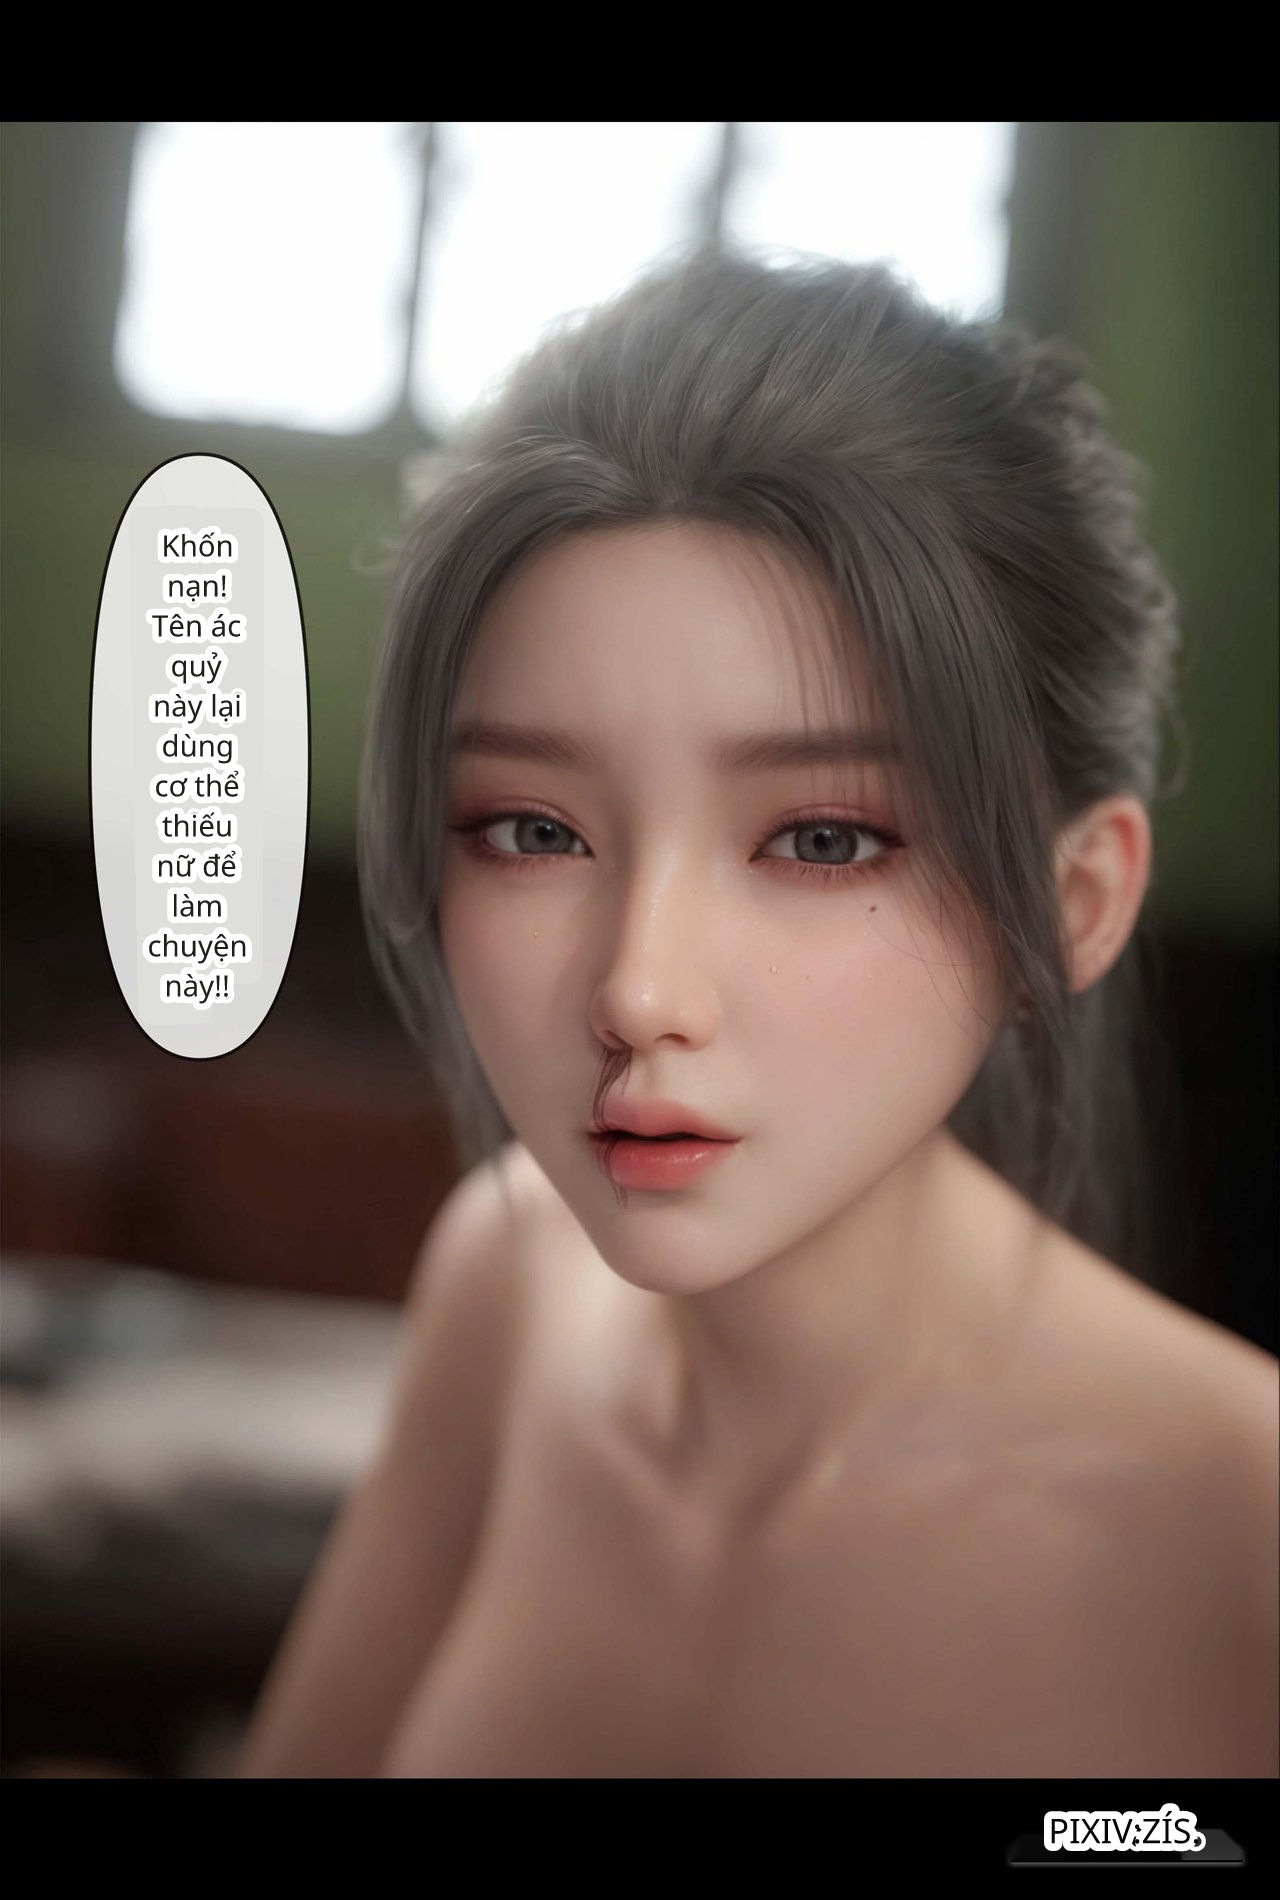 Khốn
nạn!
Tên ác
quỷ
này lại
dùng
cơ thể
thiếu
nữ để
làm
chuyện
này!!
PIXIV:ZÍS,